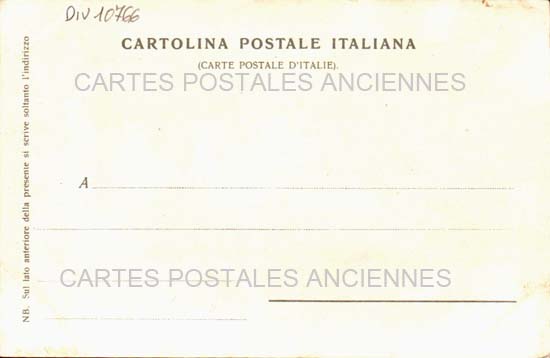 DIV 10766
CARTOLINA POSTALE ITALIANA
(CARTE POSTALE D'ITALIE).
CARTES POSTALES ANCIENNES
A
CARTES POSTALES ANCIENNES
NB. Sul lato anteriore della presente si scrive soltanto l'indirizzo